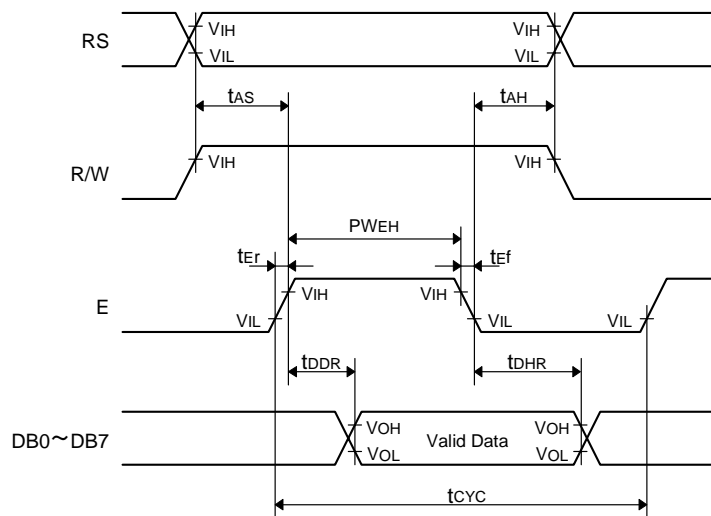 RS
VIH
VIH
VIL
VIL
tAS
tAH
R/W
VIH
VIH
PWEH
tEr
tEf
E
VIH
VIH
VIL
VIL
VIL
tDDR
tDHR
DB0～DB7
VOH
VOH
Valid Data
VOL
VOL
tCYC